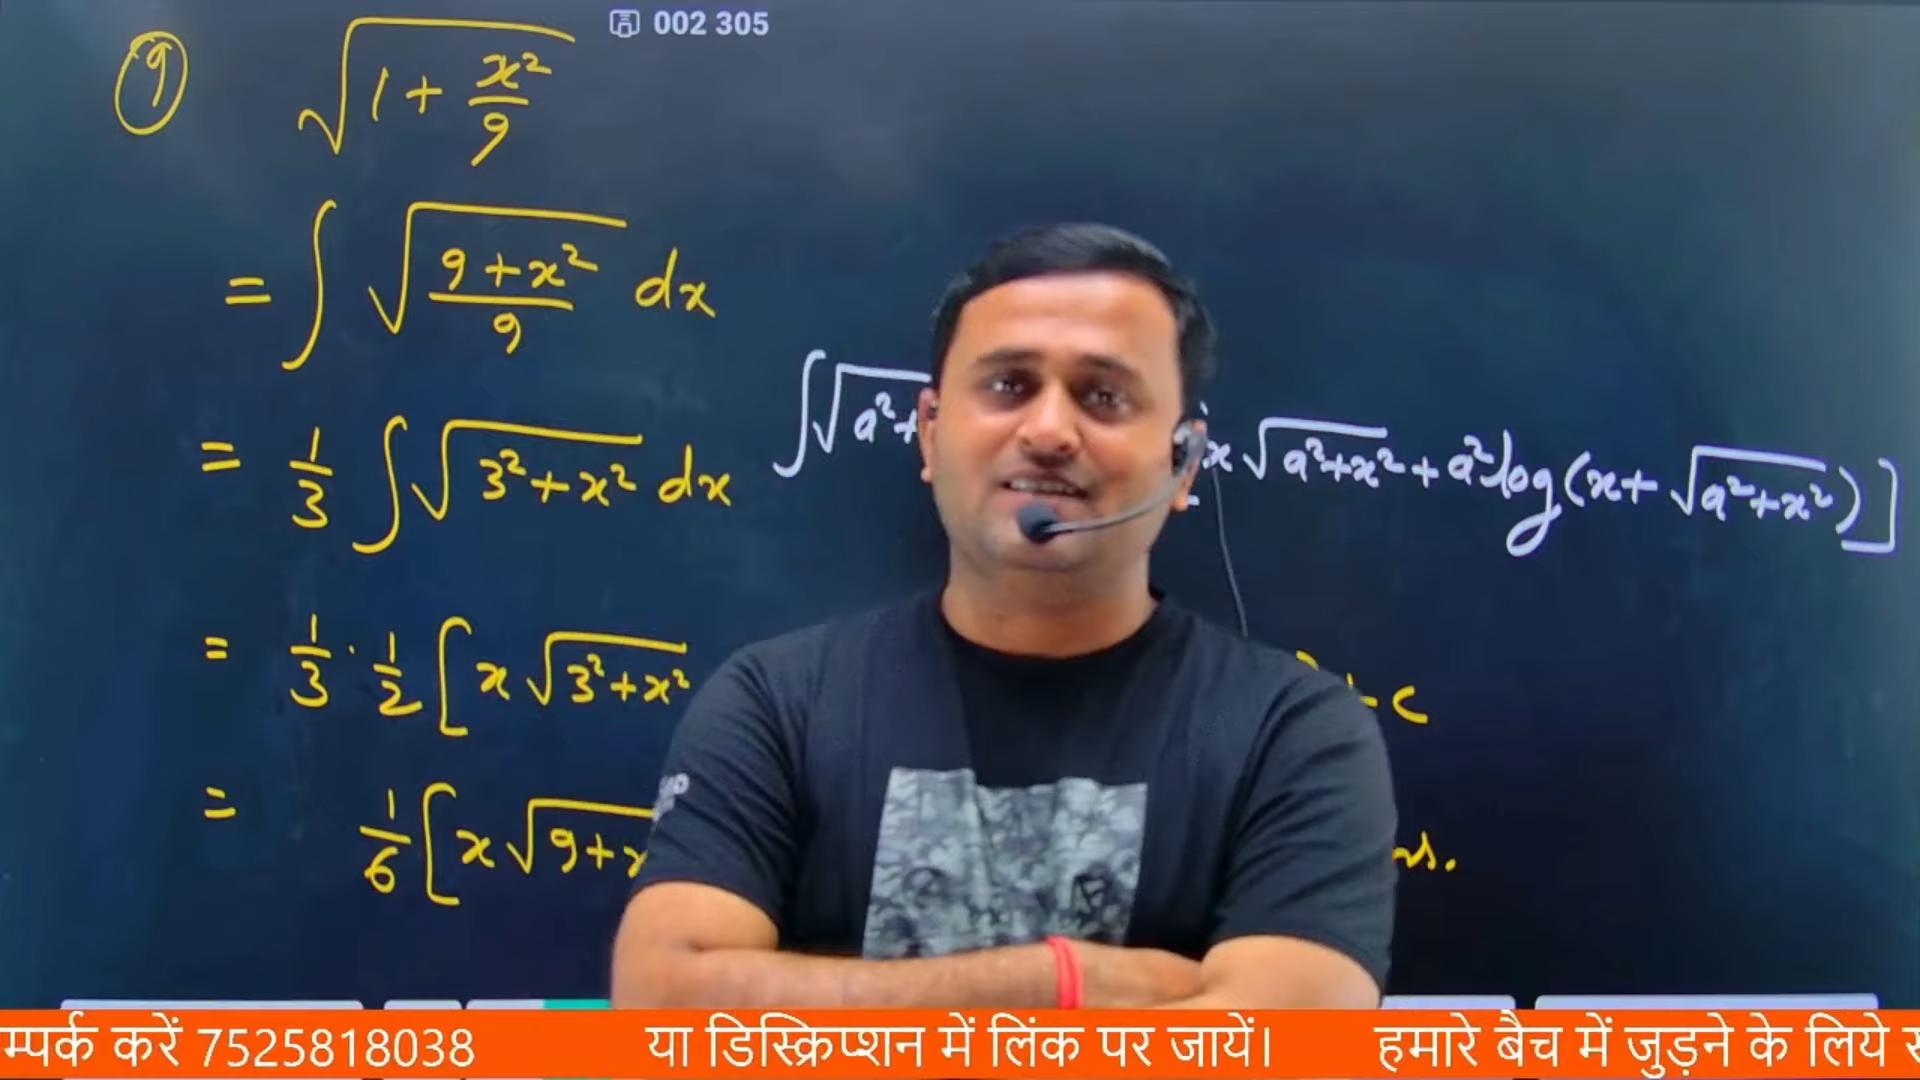 002 305
9 √(1 + x²/9)
= ∫ √((9+x²)/9) dx
= 1/3 ∫ √(3²+x²) dx
∫√(a²+ x√(a²+x²) + a² log(x+√(a²+x²))]
= 1/3 · 1/2 [x √(3²+x²) + c
= 1/6 [x √(9+x
म्पर्क करें 7525818038 या डिस्क्रिप्शन में लिंक पर जायें। हमारे बैच में जुड़ने के लिये